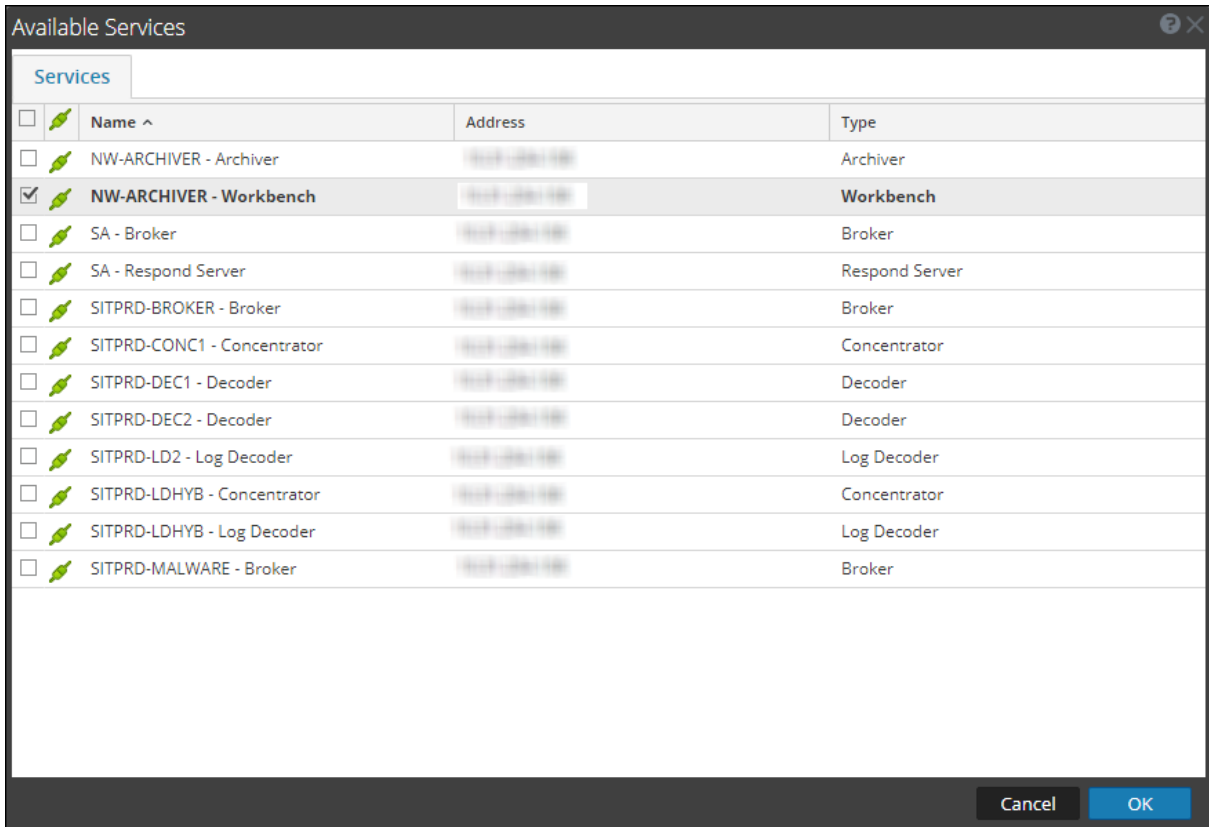 Available Services
Services
Name Address Type
NW-ARCHIVER - Archiver Archiver
NW-ARCHIVER - Workbench Workbench
SA - Broker Broker
SA - Respond Server Respond Server
SITPRD-BROKER - Broker Broker
SITPRD-CONC1 - Concentrator Concentrator
SITPRD-DEC1 - Decoder Decoder
SITPRD-DEC2 - Decoder Decoder
SITPRD-LD2 - Log Decoder Log Decoder
SITPRD-LDHYB - Concentrator Concentrator
SITPRD-LDHYB - Log Decoder Log Decoder
SITPRD-MALWARE - Broker Broker
Cancel OK